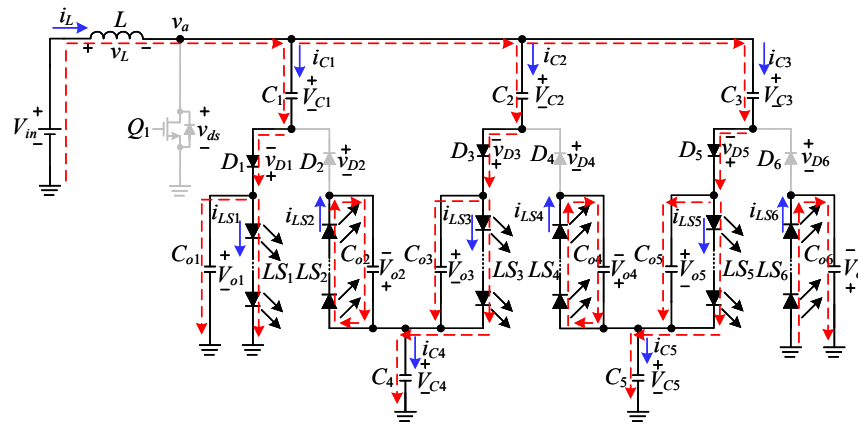 i_L L v_a
+ v_L −
i_C1 i_C2 i_C3
C_1 + V_C1 − C_2 + V_C2 − C_3 + V_C3 −
V_in + − Q_1 + v_ds −
D_1 − v_D1 + D_2 + v_D2 − D_3 − v_D3 + D_4 + v_D4 − D_5 − v_D5 + D_6 + v_D6 −
i_LS1 i_LS2 i_LS3 i_LS4 i_LS5 i_LS6
C_o1 + V_o1 − LS_1 LS_2 C_o2 − V_o2 + C_o3 + V_o3 − LS_3 LS_4 C_o4 − V_o4 + C_o5 + V_o5 − LS_5 LS_6 C_o6 − +
i_C4 i_C5
C_4 + V_C4 − C_5 + V_C5 −